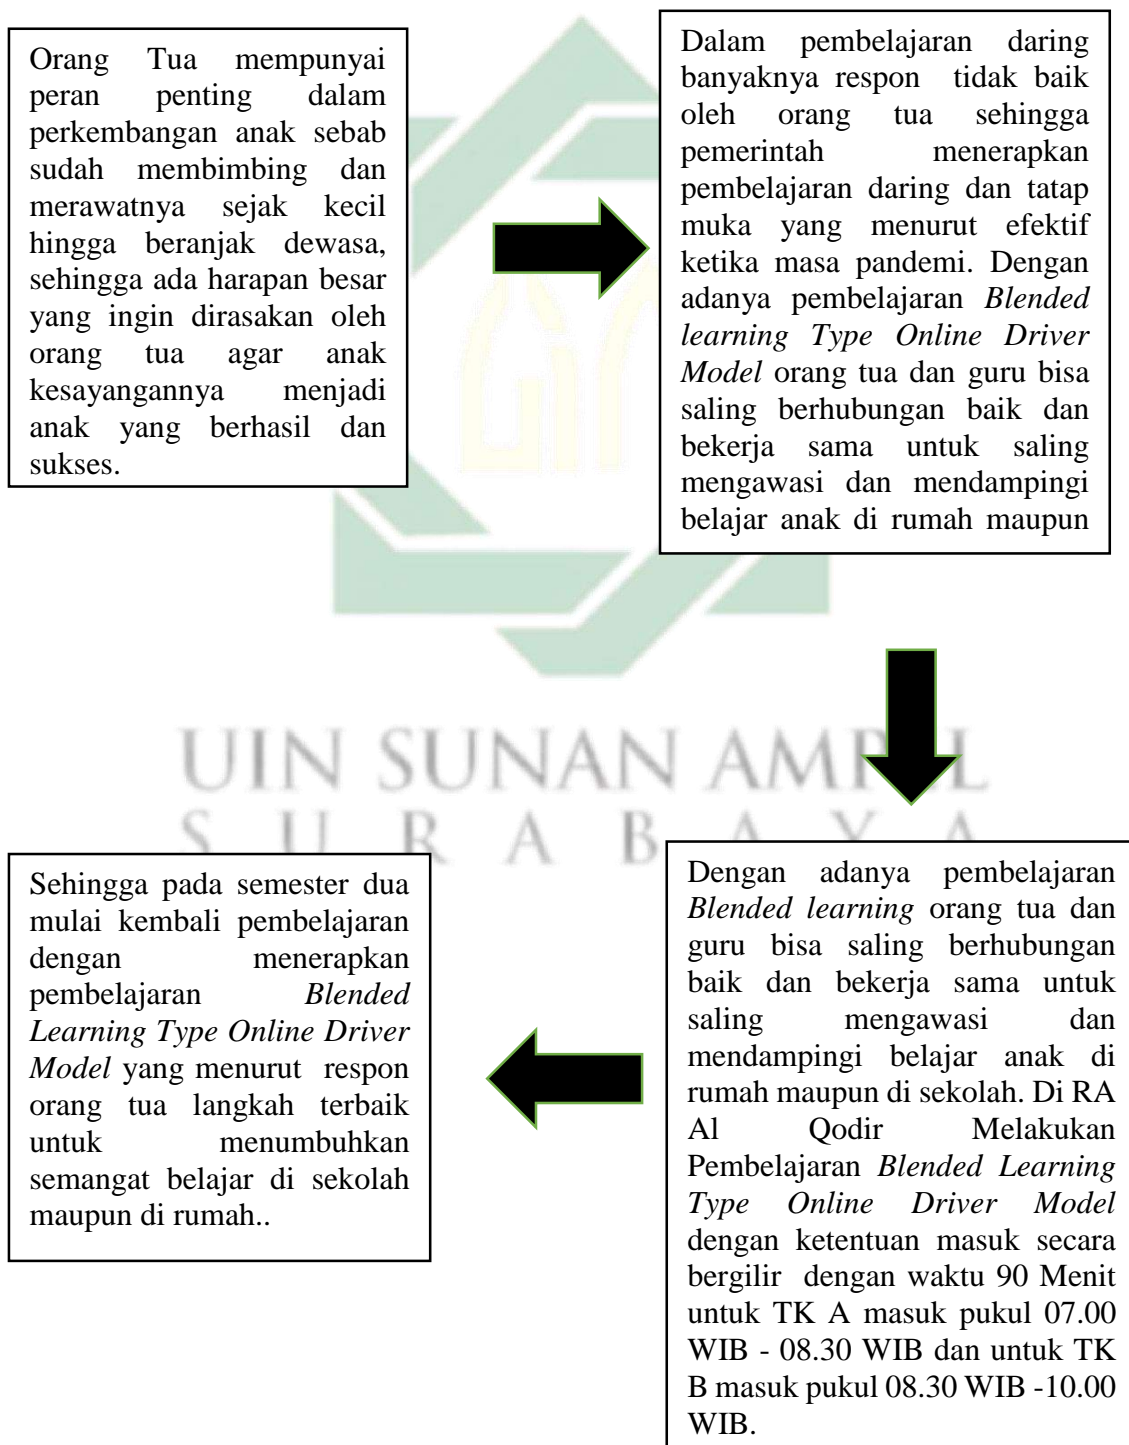 Orang Tua mempunyai
peran penting dalam
perkembangan anak sebab
sudah membimbing dan
merawatnya sejak kecil
hingga beranjak dewasa,
sehingga ada harapan besar
yang ingin dirasakan oleh
orang tua agar anak
kesayangannya menjadi
anak yang berhasil dan
sukses.
Dalam pembelajaran daring
banyaknya respon tidak baik
oleh orang tua sehingga
pemerintah menerapkan
pembelajaran daring dan tatap
muka yang menurut efektif
ketika masa pandemi. Dengan
adanya pembelajaran Blended
learning Type Online Driver
Model orang tua dan guru bisa
saling berhubungan baik dan
bekerja sama untuk saling
mengawasi dan mendampingi
belajar anak di rumah maupun
UIN SUNAN AMPEL
SURABAYA
Dengan adanya pembelajaran
Blended learning orang tua dan
guru bisa saling berhubungan
baik dan bekerja sama untuk
saling mengawasi dan
mendampingi belajar anak di
rumah maupun di sekolah. Di RA
Al Qodir Melakukan
Pembelajaran Blended Learning
Type Online Driver Model
dengan ketentuan masuk secara
bergilir dengan waktu 90 Menit
untuk TK A masuk pukul 07.00
WIB - 08.30 WIB dan untuk TK
B masuk pukul 08.30 WIB -10.00
WIB.
Sehingga pada semester dua
mulai kembali pembelajaran
dengan menerapkan
pembelajaran Blended
Learning Type Online Driver
Model yang menurut respon
orang tua langkah terbaik
untuk menumbuhkan
semangat belajar di sekolah
maupun di rumah..